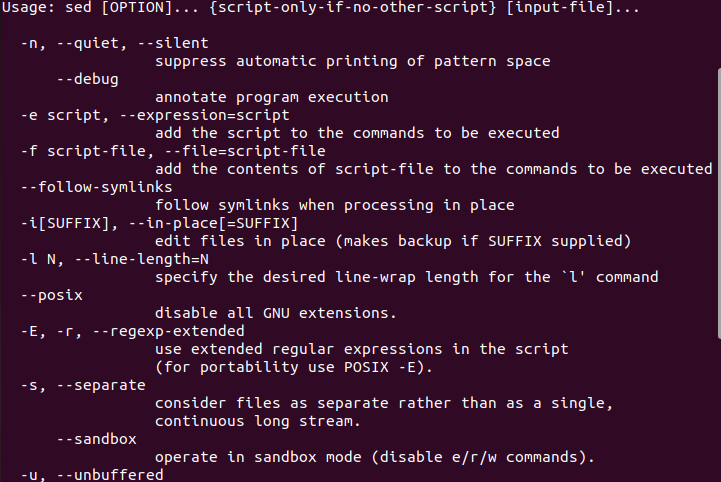 Usage: sed [OPTION]... {script-only-if-no-other-script} [input-file]...
-n, --quiet, --silent
suppress automatic printing of pattern space
--debug
annotate program execution
-e script, --expression=script
add the script to the commands to be executed
-f script-file, --file=script-file
add the contents of script-file to the commands to be executed
--follow-symlinks
follow symlinks when processing in place
-i[SUFFIX], --in-place[=SUFFIX]
edit files in place (makes backup if SUFFIX supplied)
-l N, --line-length=N
specify the desired line-wrap length for the `l' command
--posix
disable all GNU extensions.
-E, -r, --regexp-extended
use extended regular expressions in the script
(for portability use POSIX -E).
-s, --separate
consider files as separate rather than as a single,
continuous long stream.
--sandbox
operate in sandbox mode (disable e/r/w commands).
-u, --unbuffered